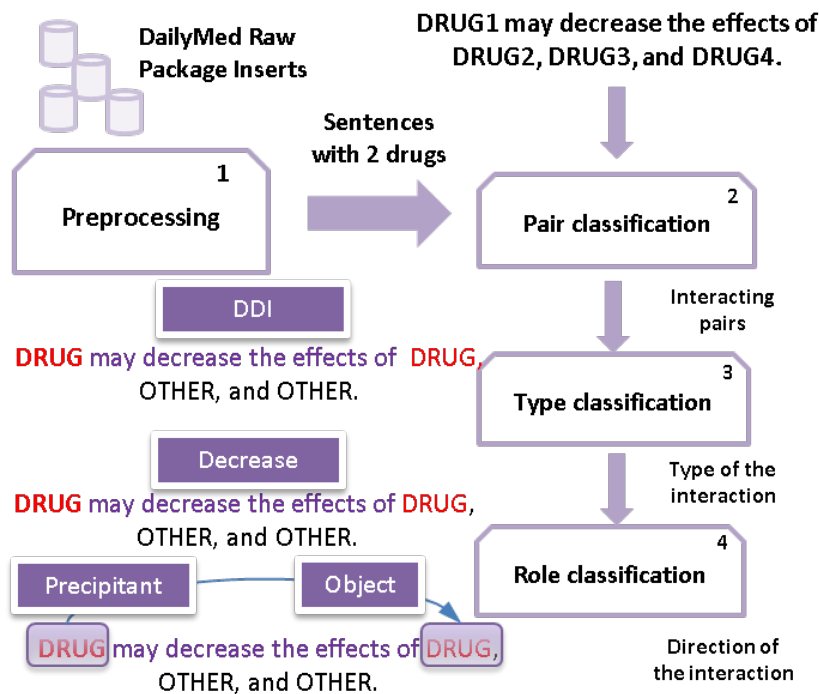 DailyMed Raw
Package Inserts
DRUG1 may decrease the effects of
DRUG2, DRUG3, and DRUG4.
Sentences
with 2 drugs
1
Preprocessing
2
Pair classification
DDI
Interacting
pairs
DRUG may decrease the effects of DRUG,
OTHER, and OTHER.
3
Type classification
Decrease
Type of the
interaction
DRUG may decrease the effects of DRUG,
OTHER, and OTHER.
4
Role classification
Precipitant
Object
DRUG may decrease the effects of DRUG,
OTHER, and OTHER.
Direction of
the interaction